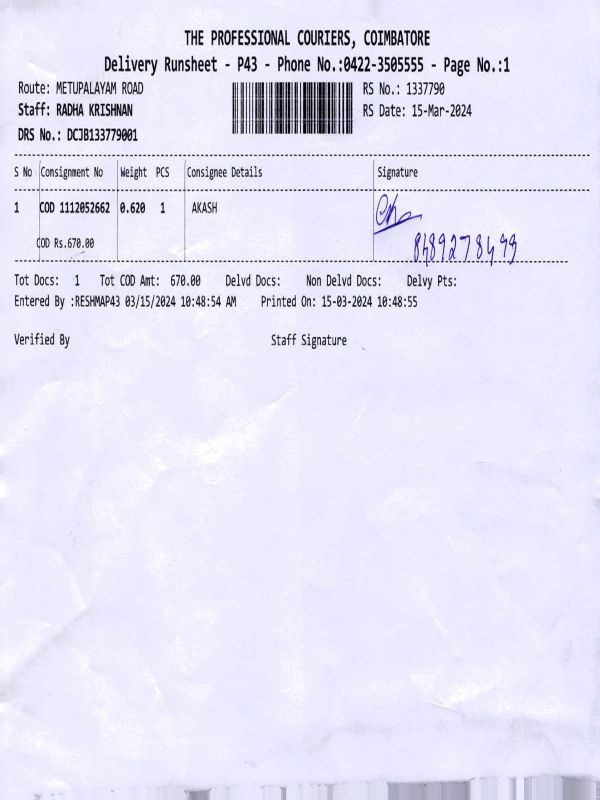 THE PROFESSIONAL COURIERS, COIMBATORE
Delivery Runsheet - P43 - Phone No.:0422-3505555 - Page No.:1
Route: METUPALAYAM ROAD RS No.: 1337790
Staff: RADHA KRISHNAN RS Date: 15-Mar-2024
DRS No.: DCJB133779001
S No Consignment No Weight PCS Consignee Details Signature
1 COD 1112052662 0.620 1 AKASH
COD Rs.670.00
Tot Docs: 1 Tot COD Amt: 670.00 Delvd Docs: Non Delvd Docs: Delvy Pts:
Entered By :RESHMAP43 03/15/2024 10:48:54 AM Printed On: 15-03-2024 10:48:55
Verified By Staff Signature